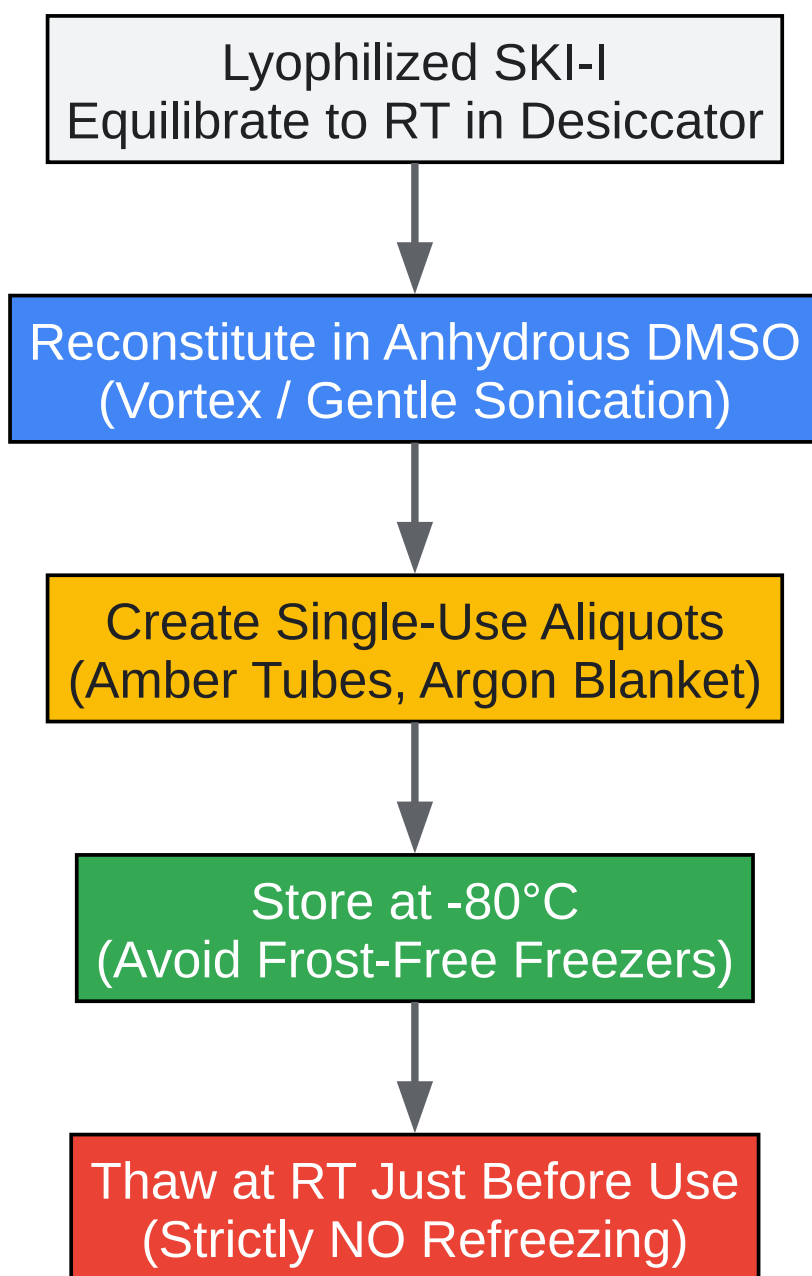 Lyophilized SKI-I
Equilibrate to RT in Desiccator
Reconstitute in Anhydrous DMSO
(Vortex / Gentle Sonication)
Create Single-Use Aliquots
(Amber Tubes, Argon Blanket)
Store at -80°C
(Avoid Frost-Free Freezers)
Thaw at RT Just Before Use
(Strictly NO Refreezing)